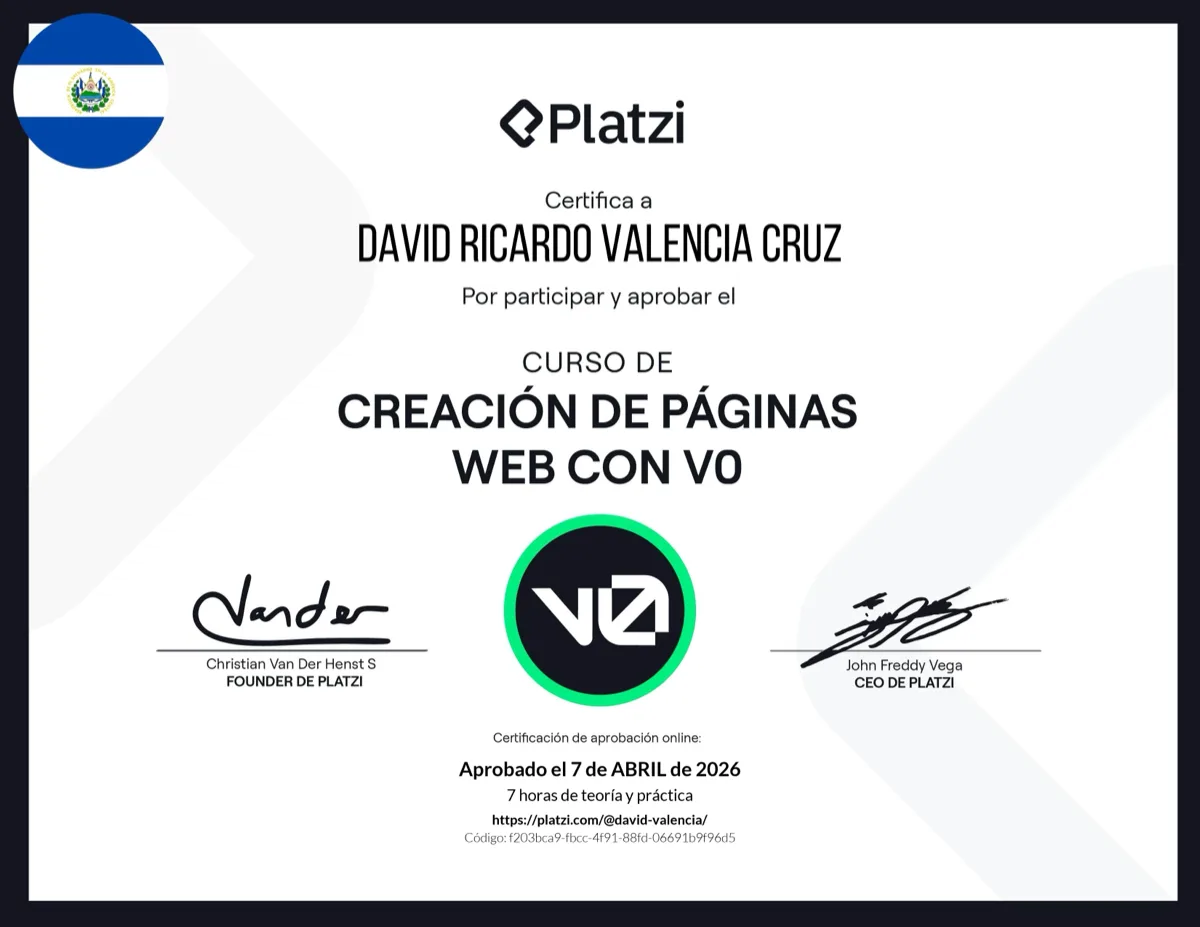 Platzi
Certifica a
DAVID RICARDO VALENCIA CRUZ
Por participar y aprobar el
CURSO DE
CREACIÓN DE PÁGINAS
WEB CON V0
v0
Vander
Christian Van Der Henst S
FOUNDER DE PLATZI
John Freddy Vega
CEO DE PLATZI
Certificación de aprobación online:
Aprobado el 7 de ABRIL de 2026
7 horas de teoría y práctica
https://platzi.com/@david-valencia/
Código: f203bca9-fbcc-4f91-88fd-06691b9f96d5